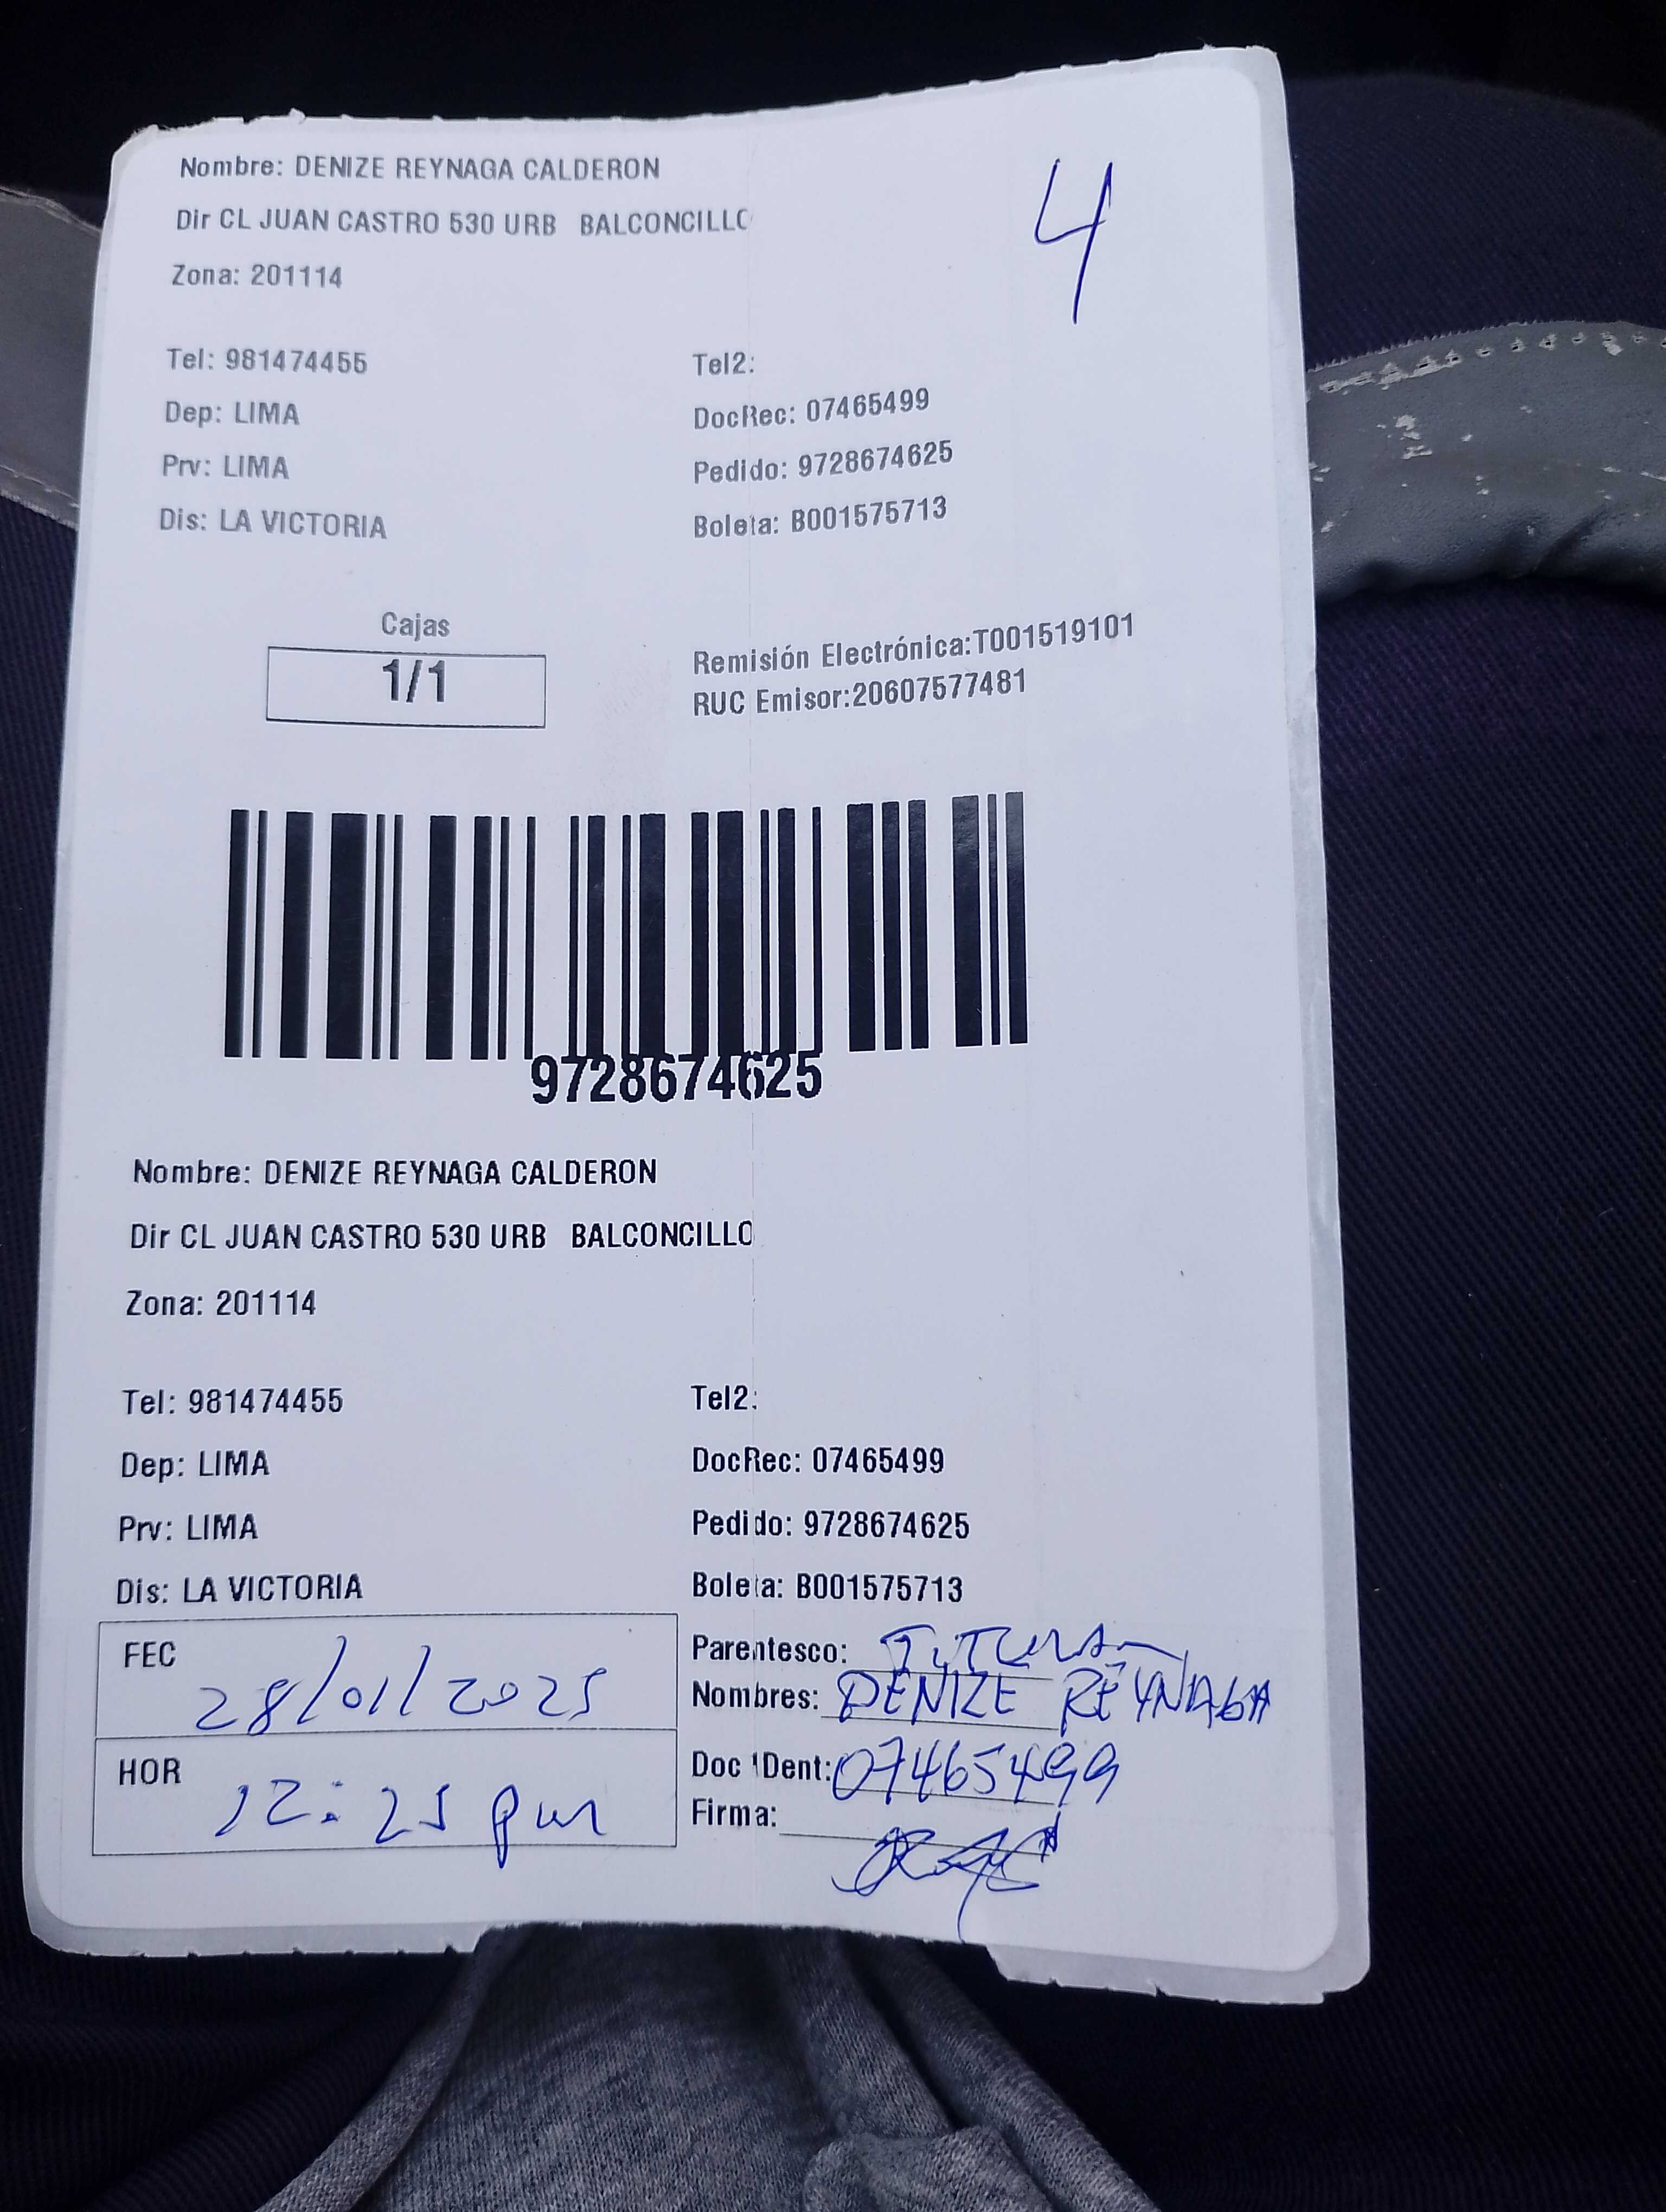 Nombre: DENIZE REYNAGA CALDERON
4
Dir CL JUAN CASTRO 530 URB BALCONCILLO
Zona: 201114
Tel: 981474455 Tel2:
Dep: LIMA DocRec: 07465499
Prv: LIMA Pedido: 9728674625
Dis: LA VICTORIA Boleta: B001575713
Cajas
1/1
Remisión Electrónica:T001519101
RUC Emisor:20607577481
9728674625
Nombre: DENIZE REYNAGA CALDERON
Dir CL JUAN CASTRO 530 URB BALCONCILLO
Zona: 201114
Tel: 981474455 Tel2:
Dep: LIMA DocRec: 07465499
Prv: LIMA Pedido: 9728674625
Dis: LA VICTORIA Boleta: B001575713
FEC 28/01/2025
HOR 12:25 pm
Parentesco:
Nombres: DENIZE REYNAGA
Doc Dent: 07465499
Firma: